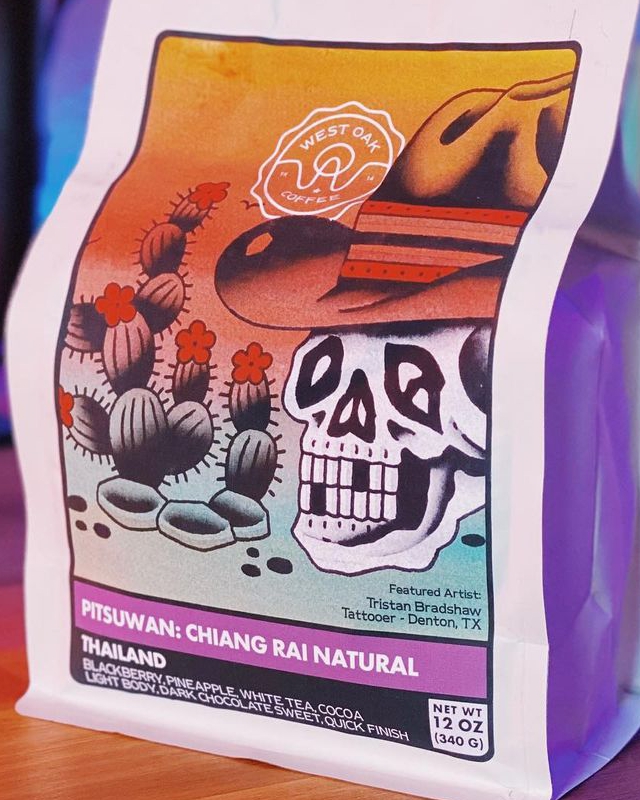 WEST OAK
COFFEE
Featured Artist:
Tristan Bradshaw
Tattooer - Denton, TX
PITSUWAN: CHIANG RAI NATURAL
THAILAND
BLACKBERRY, PINEAPPLE, WHITE TEA, COCOA
LIGHT BODY, DARK CHOCOLATE SWEET, QUICK FINISH
NET WT
12 OZ
(340 G)